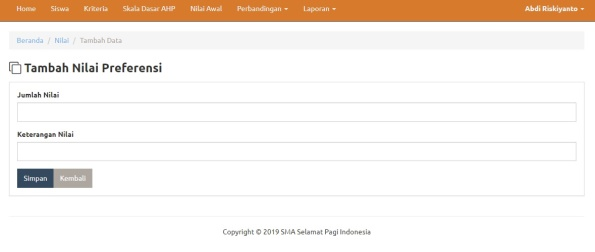 Home Siswa Kriteria Skala Dasar AHP Nilai Awal Perbandingan Laporan Abdi Riskiyanto
Beranda / Nilai / Tambah Data
Tambah Nilai Preferensi
Jumlah Nilai
Keterangan Nilai
Simpan Kembali
Copyright © 2019 SMA Selamat Pagi Indonesia